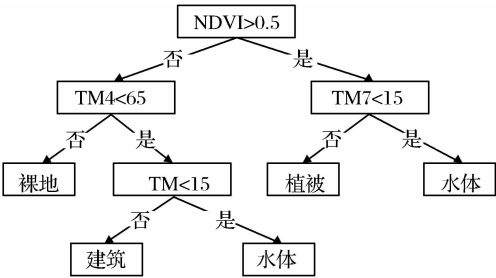 NDVI>0.5
否
是
TM4<65
TM7<15
否
是
否
是
裸地
TM<15
植被
水体
否
是
建筑
水体